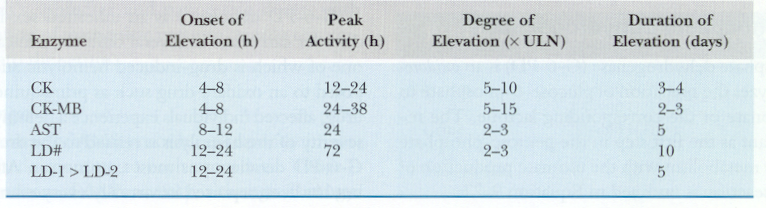 Enzyme Onset of Elevation (h) Peak Activity (h) Degree of Elevation (× ULN) Duration of Elevation (days)
CK 4–8 12–24 5–10 3–4
CK-MB 4–8 24–38 5–15 2–3
AST 8–12 24 2–3 5
LD# 12–24 72 2–3 10
LD-1 > LD-2 12–24 5